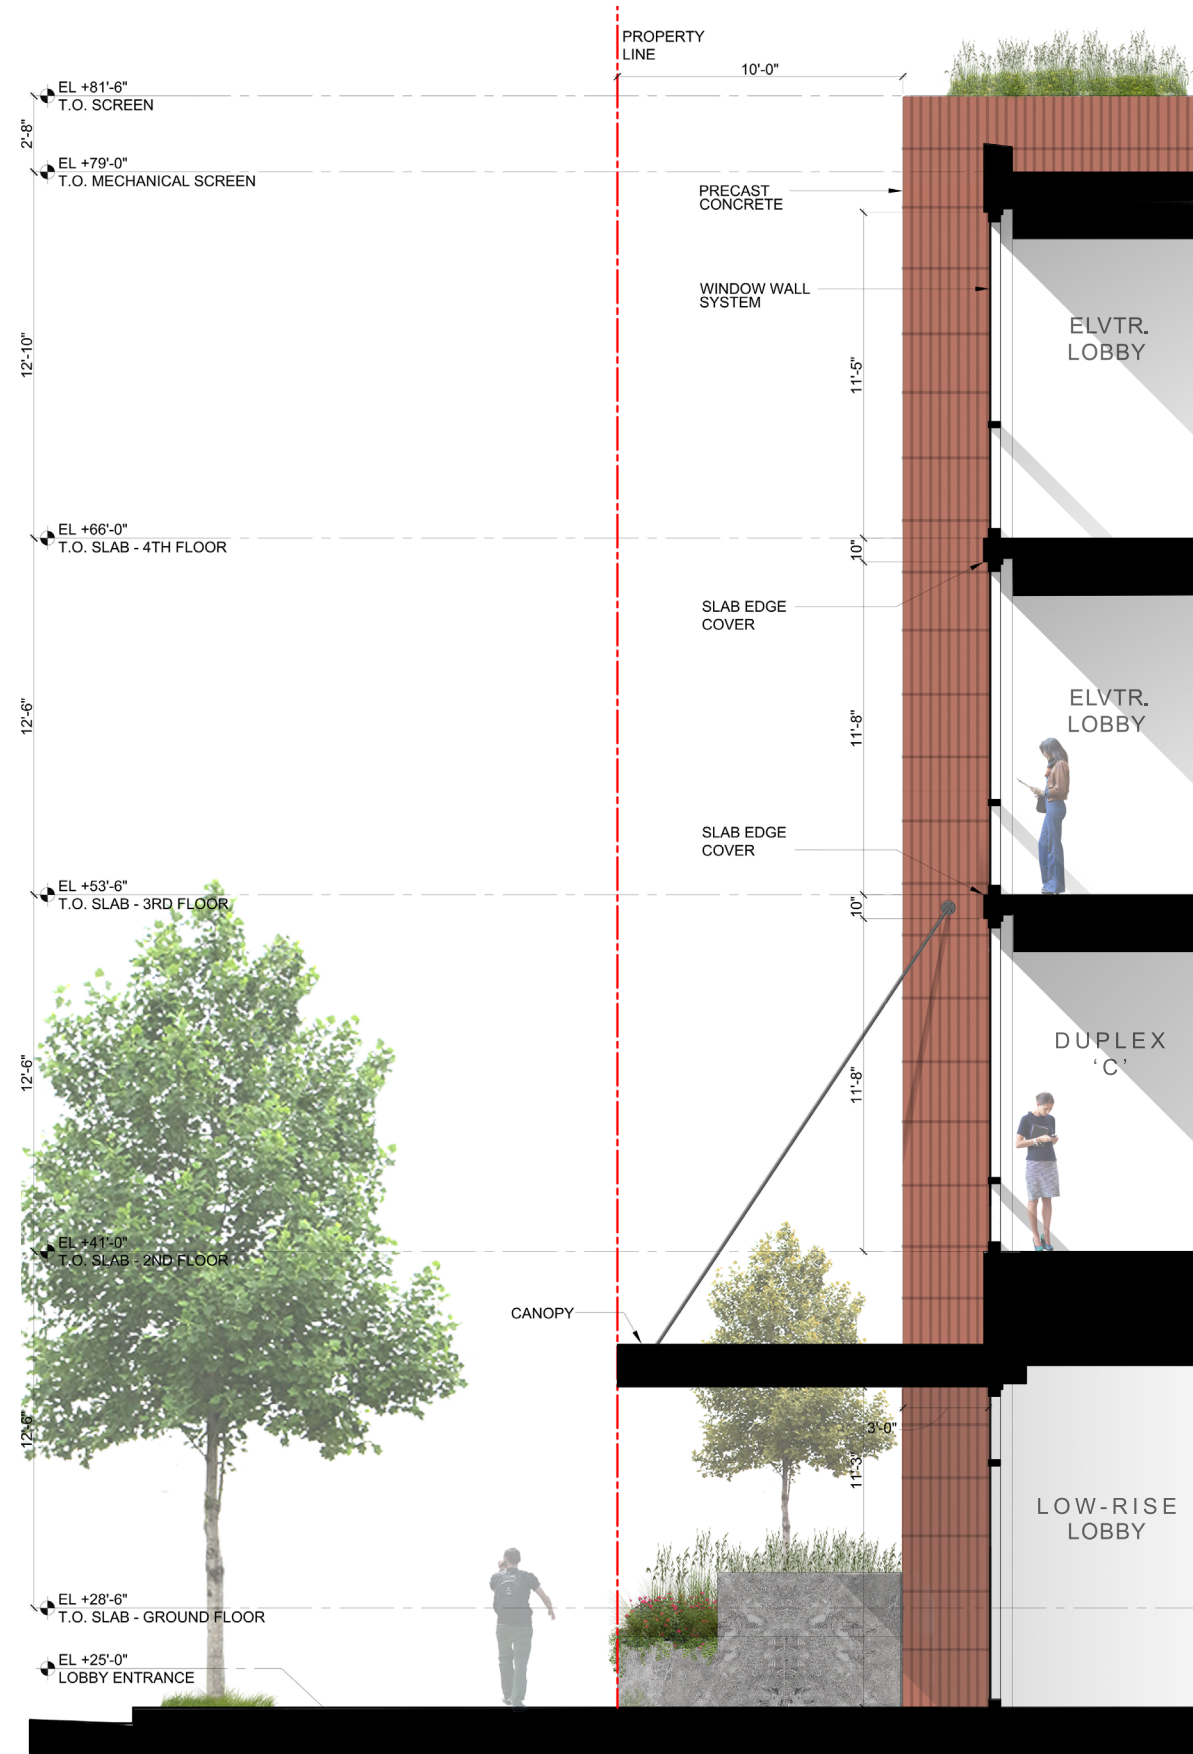 PROPERTY
LINE
10'-0"
EL +81'-6"
T.O. SCREEN
2'-8"
EL +79'-0"
T.O. MECHANICAL SCREEN
PRECAST
CONCRETE
WINDOW WALL
SYSTEM
ELVTR.
LOBBY
12'-10"
11'-5"
EL +66'-0"
T.O. SLAB - 4TH FLOOR
10"
SLAB EDGE
COVER
ELVTR.
LOBBY
12'-6"
11'-8"
SLAB EDGE
COVER
EL +53'-6"
T.O. SLAB - 3RD FLOOR
10"
DUPLEX
‘C’
12'-6"
11'-8"
EL +41'-0"
T.O. SLAB - 2ND FLOOR
CANOPY
12'-6"
3'-0"
11'-3"
LOW-RISE
LOBBY
EL +28'-6"
T.O. SLAB - GROUND FLOOR
EL +25'-0"
LOBBY ENTRANCE